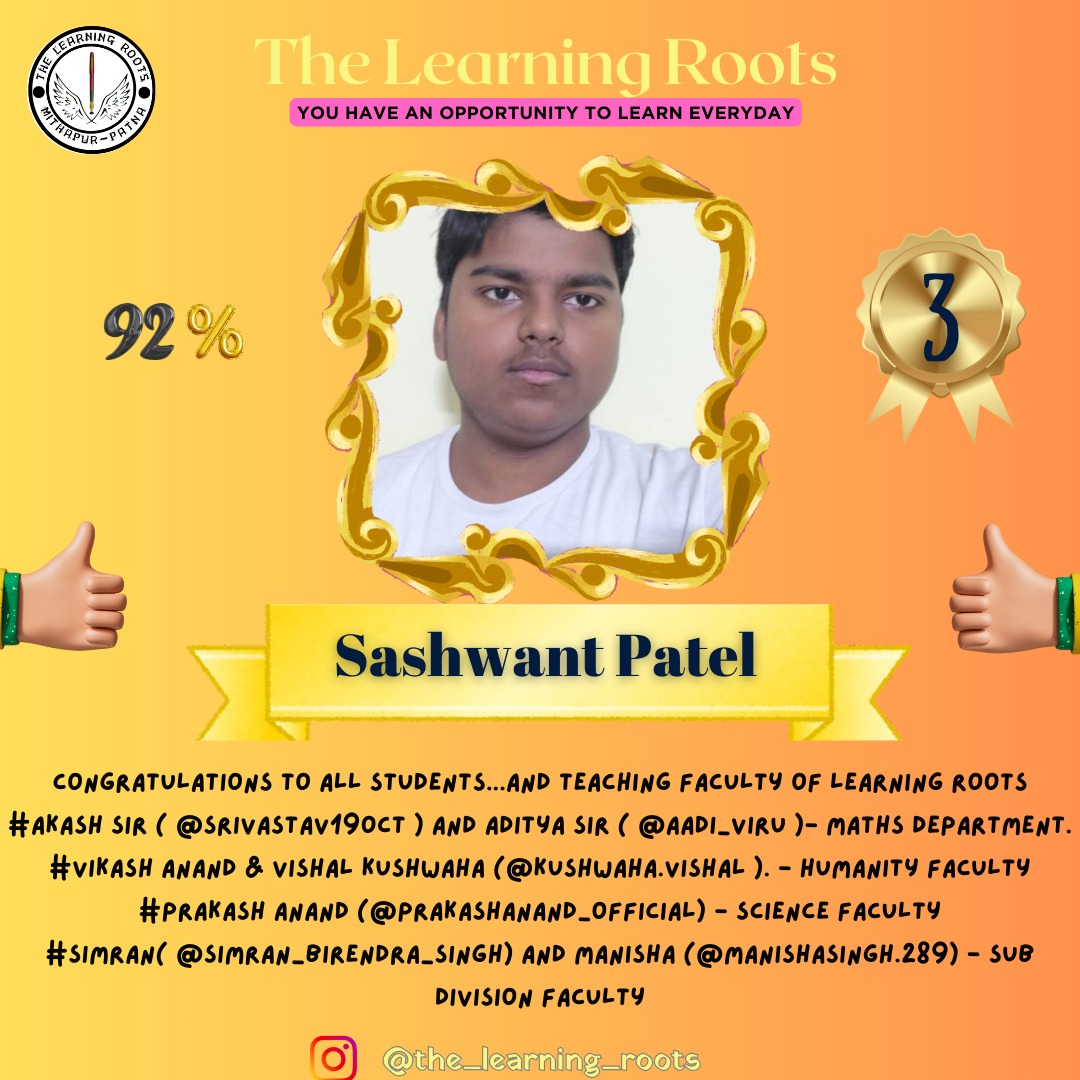 THE LEARNING ROOTS
MITHAPUR-PATNA
The Learning Roots
YOU HAVE AN OPPORTUNITY TO LEARN EVERYDAY
92 %
3
Sashwant Patel
CONGRATULATIONS TO ALL STUDENTS...AND TEACHING FACULTY OF LEARNING ROOTS
#AKASH SIR ( @SRIVASTAV19OCT ) AND ADITYA SIR ( @AADI_VIRU )- MATHS DEPARTMENT.
#VIKASH ANAND & VISHAL KUSHWAHA (@KUSHWAHA.VISHAL ). - HUMANITY FACULTY
#PRAKASH ANAND (@PRAKASHANAND_OFFICIAL) - SCIENCE FACULTY
#SIMRAN( @SIMRAN_BIRENDRA_SINGH) AND MANISHA (@MANISHASINGH.289) - SUB
DIVISION FACULTY
@the_learning_roots